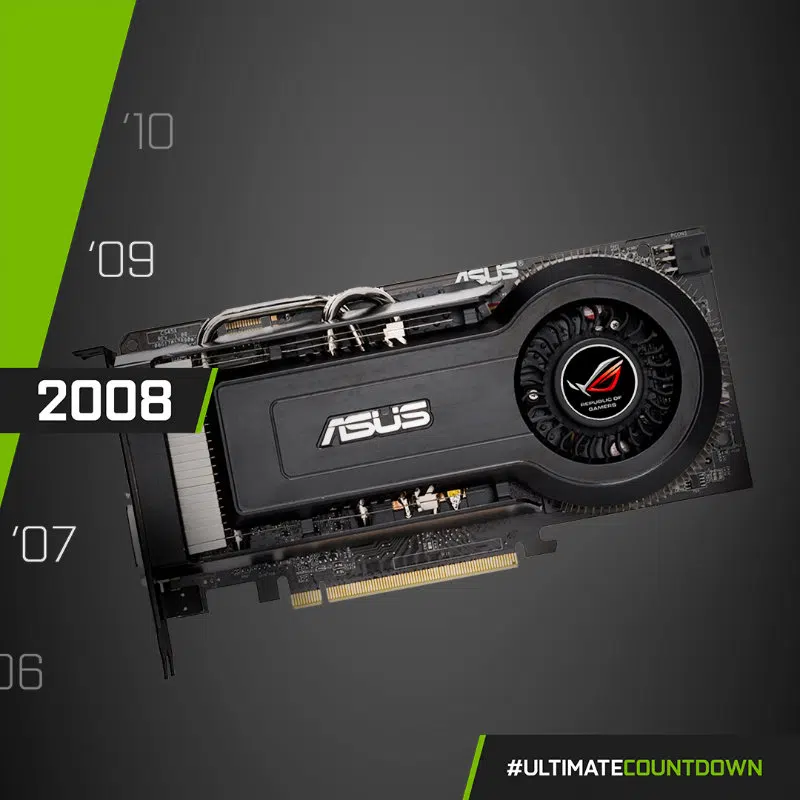 ‘10
‘09
2008
‘07
06
ASUS
ASUS
REPUBLIC OF
GAMERS
#ULTIMATECOUNTDOWN